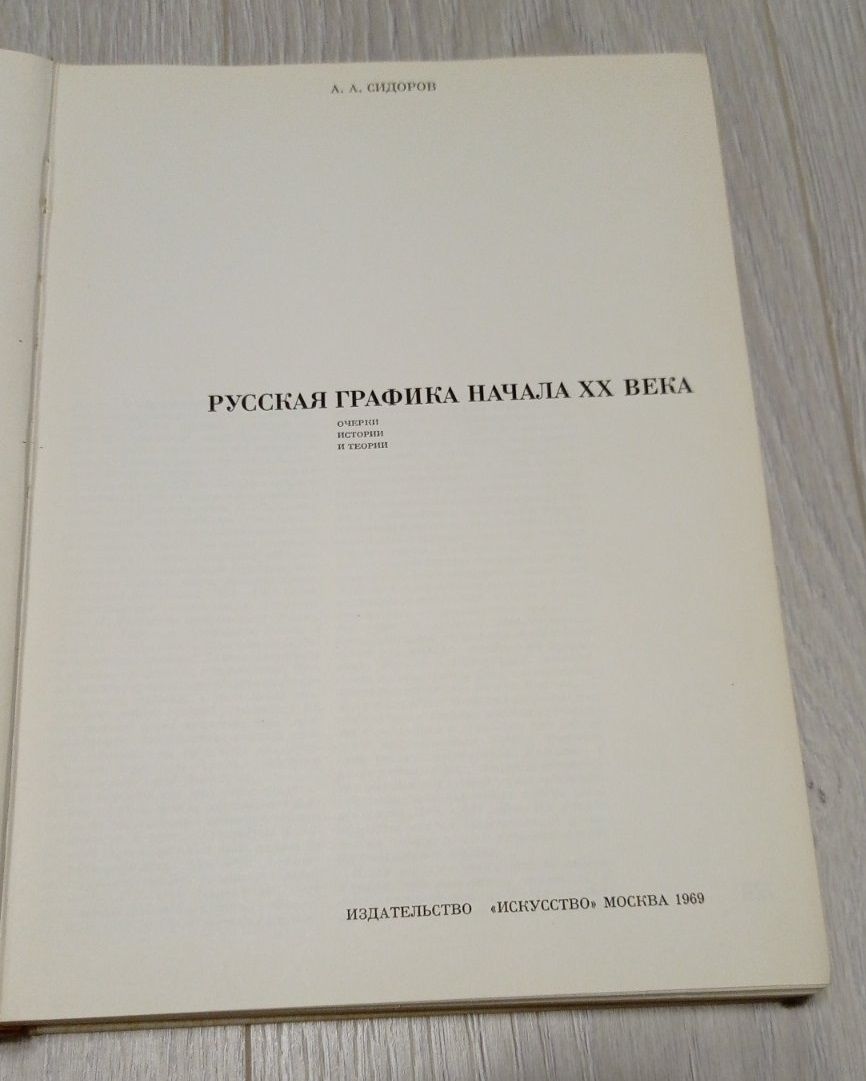 А. А. СИДОРОВ
РУССКАЯ ГРАФИКА НАЧАЛА XX ВЕКА
ОЧЕРКИ
ИСТОРИИ
И ТЕОРИИ
ИЗДАТЕЛЬСТВО «ИСКУССТВО» МОСКВА 1969